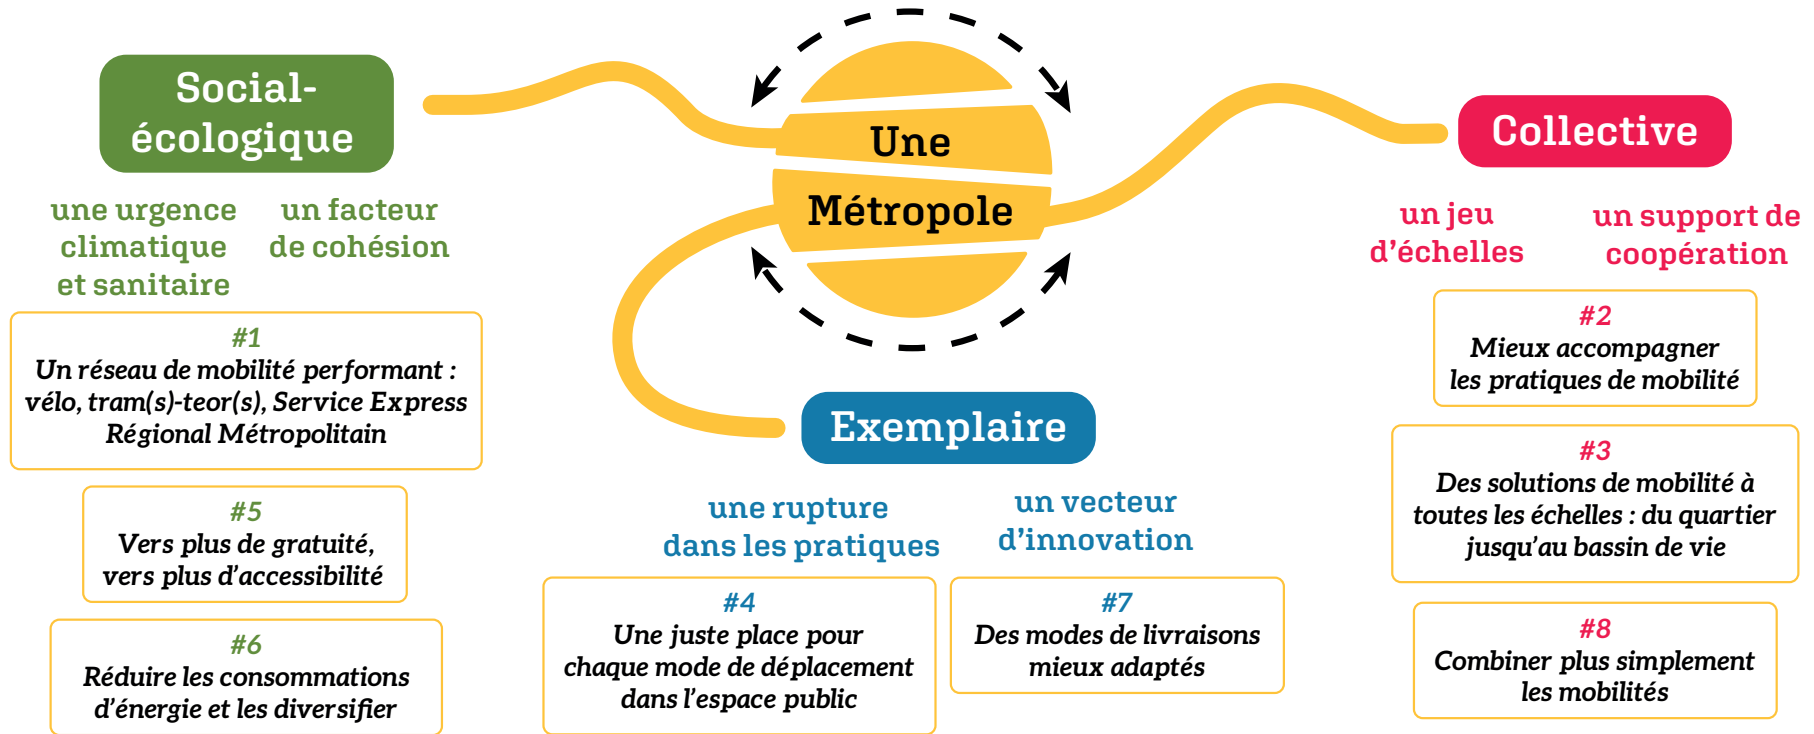 Une
Métropole
Social-
écologique
une urgence
climatique
et sanitaire
un facteur
de cohésion
#1
Un réseau de mobilité performant :
vélo, tram(s)-teor(s), Service Express
Régional Métropolitain
#5
Vers plus de gratuité,
vers plus d'accessibilité
#6
Réduire les consommations
d'énergie et les diversifier
Exemplaire
une rupture
dans les pratiques
un vecteur
d'innovation
#4
Une juste place pour
chaque mode de déplacement
dans l'espace public
#7
Des modes de livraisons
mieux adaptés
Collective
un jeu
d'échelles
un support de
coopération
#2
Mieux accompagner
les pratiques de mobilité
#3
Des solutions de mobilité à
toutes les échelles : du quartier
jusqu'au bassin de vie
#8
Combiner plus simplement
les mobilités